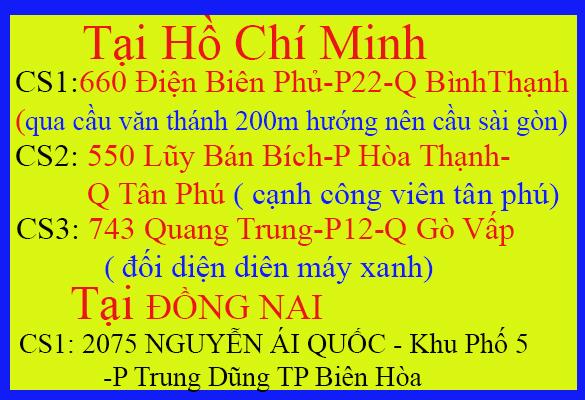 Tại Hồ Chí Minh
CS1:660 Điện Biên Phủ-P22-Q BìnhThạnh
(qua cầu văn thánh 200m hướng nên cầu sài gòn)
CS2: 550 Lũy Bán Bích-P Hòa Thạnh-
Q Tân Phú ( cạnh công viên tân phú)
CS3: 743 Quang Trung-P12-Q Gò Vấp
( đối diện diên máy xanh)
Tại ĐỒNG NAI
CS1: 2075 NGUYỄN ÁI QUỐC - Khu Phố 5
-P Trung Dũng TP Biên Hòa